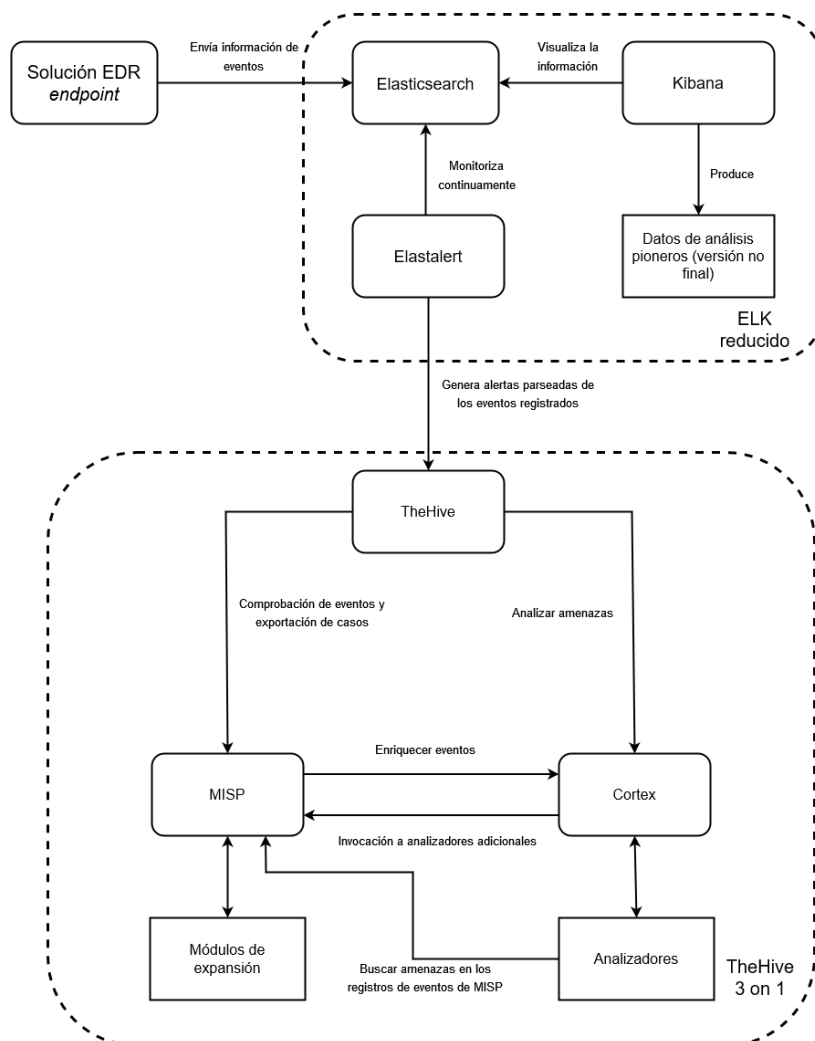 Solución EDR
endpoint
Envía información de
eventos
Elasticsearch
Visualiza la
información
Kibana
Monitoriza
continuamente
Produce
Elastalert
Datos de análisis
pioneros (versión no
final)
ELK
reducido
Genera alertas parseadas de
los eventos registrados
TheHive
Comprobación de eventos y
exportación de casos
Analizar amenazas
MISP
Enriquecer eventos
Cortex
Invocación a analizadores adicionales
Módulos de
expansión
Buscar amenazas en los
registros de eventos de MISP
Analizadores
TheHive
3 on 1